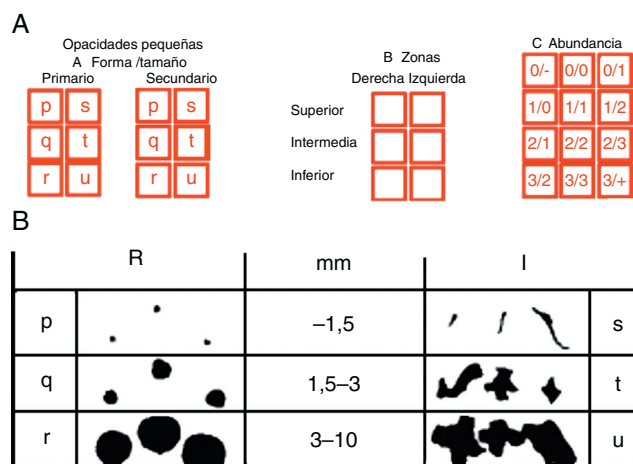 A
Opacidades pequeñas
A Forma /tamaño
Primario Secundario
p s p s
q t q t
r u r u
B Zonas
Derecha Izquierda
Superior
Intermedia
Inferior
C Abundancia
0/- 0/0 0/1
1/0 1/1 1/2
2/1 2/2 2/3
3/2 3/3 3/+
B
R mm I
p –1,5 s
q 1,5–3 t
r 3–10 u